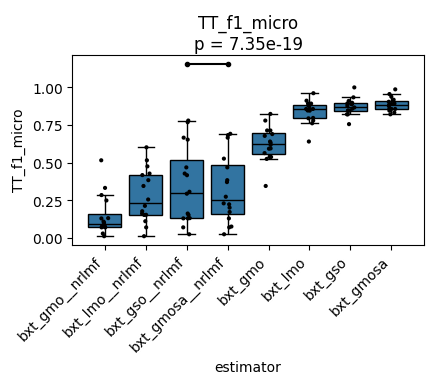 TT_f1_micro
p = 7.35e-19
TT_f1_micro
1.00
0.75
0.50
0.25
0.00
bxt_gmo__nrlmf
bxt_lmo__nrlmf
bxt_gso__nrlmf
bxt_gmosa__nrlmf
bxt_gmo
bxt_lmo
bxt_gso
bxt_gmosa
estimator